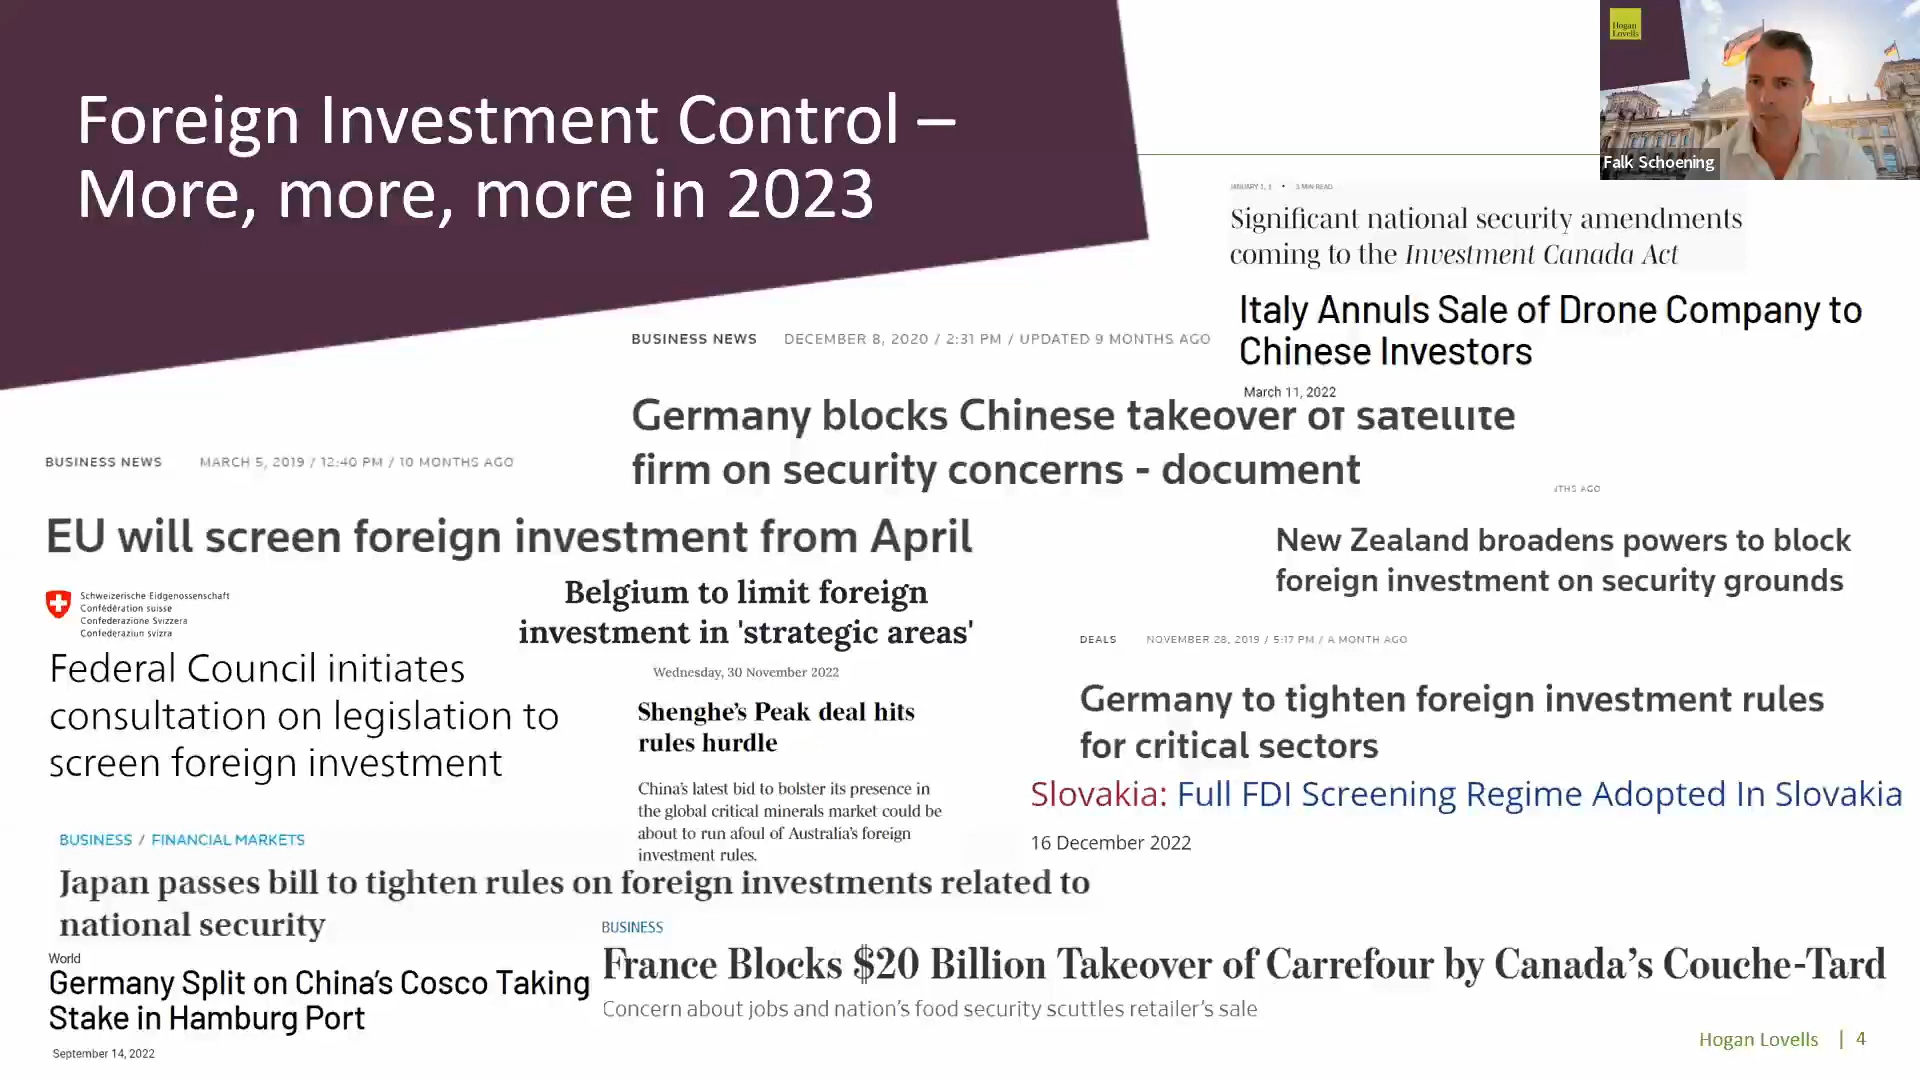 Foreign Investment Control –
More, more, more in 2023
Hogan
Lovells
Falk Schoening
JANUARY 1, 1 • 3 MIN READ
Significant national security amendments
coming to the Investment Canada Act
Italy Annuls Sale of Drone Company to
Chinese Investors
March 11, 2022
BUSINESS NEWS DECEMBER 8, 2020 / 2:31 PM / UPDATED 9 MONTHS AGO
Germany blocks Chinese takeover of satellite
firm on security concerns - document
BUSINESS NEWS MARCH 5, 2019 / 12:40 PM / 10 MONTHS AGO
EU will screen foreign investment from April
THS AGO
New Zealand broadens powers to block
foreign investment on security grounds
Schweizerische Eidgenossenschaft
Confédération suisse
Confederazione Svizzera
Confederaziun svizra
Federal Council initiates
consultation on legislation to
screen foreign investment
Belgium to limit foreign
investment in 'strategic areas'
Wednesday, 30 November 2022
Shenghe's Peak deal hits
rules hurdle
China's latest bid to bolster its presence in
the global critical minerals market could be
about to run afoul of Australia's foreign
investment rules.
DEALS NOVEMBER 28, 2019 / 5:17 PM / A MONTH AGO
Germany to tighten foreign investment rules
for critical sectors
Slovakia: Full FDI Screening Regime Adopted In Slovakia
16 December 2022
BUSINESS / FINANCIAL MARKETS
Japan passes bill to tighten rules on foreign investments related to
national security
World
Germany Split on China's Cosco Taking
Stake in Hamburg Port
September 14, 2022
BUSINESS
France Blocks $20 Billion Takeover of Carrefour by Canada's Couche-Tard
Concern about jobs and nation's food security scuttles retailer's sale
Hogan Lovells | 4